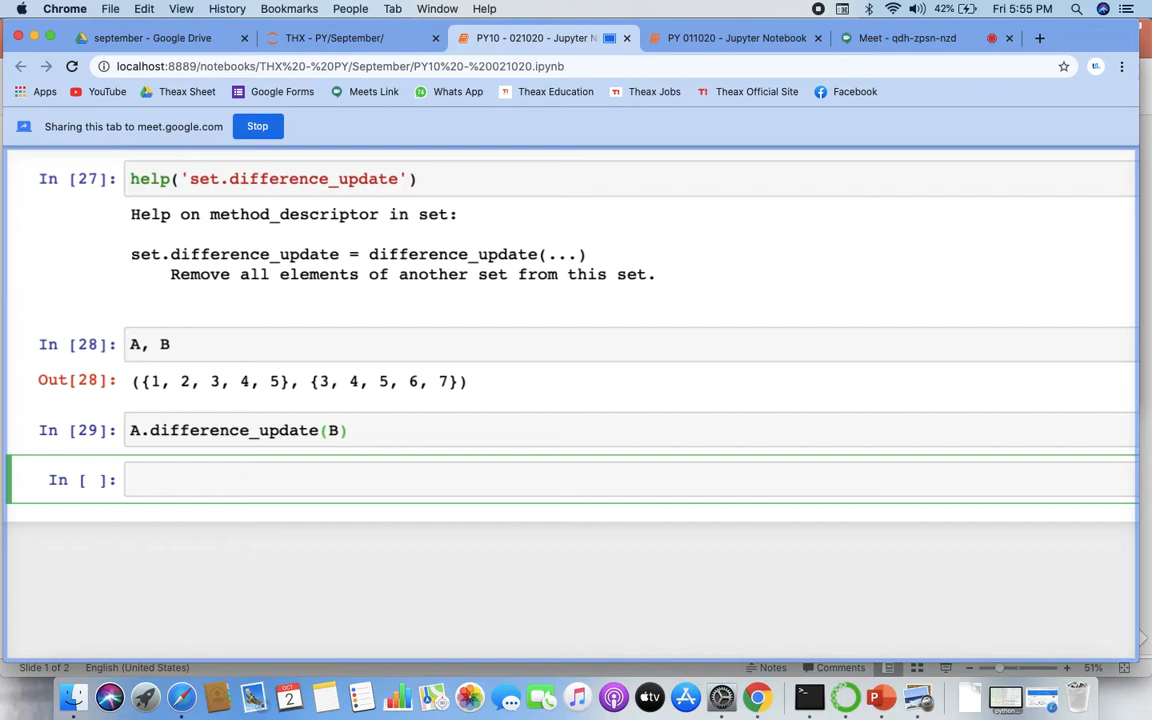 Chrome File Edit View History Bookmarks People Tab Window Help 42% Fri 5:55 PM
september - Google Drive THX - PY/September/ PY10 - 021020 - Jupyter N PY 011020 - Jupyter Notebook Meet - qdh-zpsn-nzd
localhost:8889/notebooks/THX%20-%20PY/September/PY10%20-%20021020.ipynb
Apps YouTube Theax Sheet Google Forms Meets Link Whats App Theax Education Theax Jobs Theax Official Site Facebook
Sharing this tab to meet.google.com Stop
In [27]: help('set.difference_update')
Help on method_descriptor in set:
set.difference_update = difference_update(...)
Remove all elements of another set from this set.
In [28]: A, B
Out[28]: ({1, 2, 3, 4, 5}, {3, 4, 5, 6, 7})
In [29]: A.difference_update(B)
In [ ]:
Slide 1 of 2 English (United States) Notes Comments 51%
OCT
2